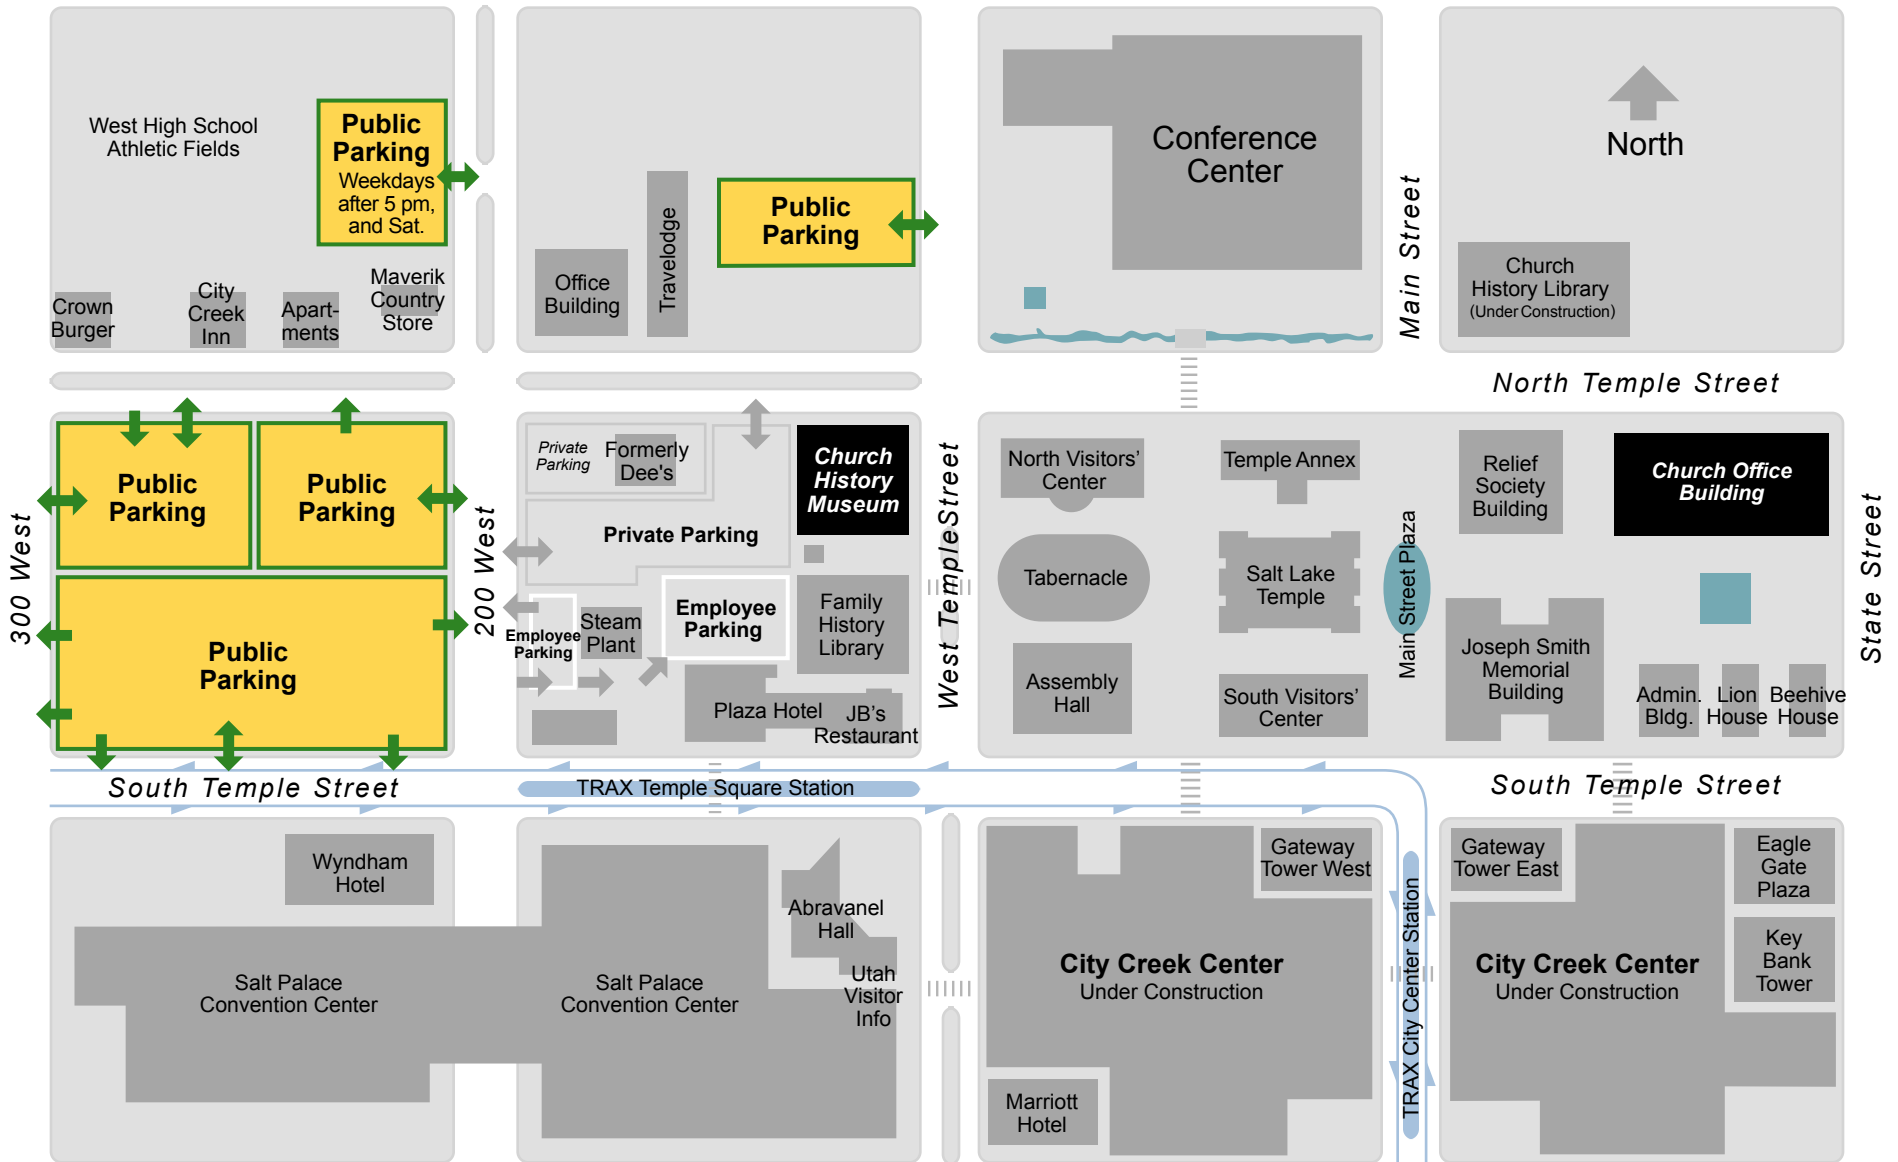 West High School
Athletic Fields
Public
Parking
Weekdays
after 5 pm,
and Sat.
Crown
Burger
City
Creek
Inn
Apart-
ments
Maverik
Country
Store
Office
Building
Travelodge
Public
Parking
Conference
Center
Main Street
North
Church
History Library
(Under Construction)
North Temple Street
300 West
Public
Parking
Public
Parking
Public
Parking
200 West
Private
Parking
Formerly
Dee's
Private Parking
Church
History
Museum
Employee
Parking
Steam
Plant
Employee
Parking
Family
History
Library
Plaza Hotel
JB's
Restaurant
West Temple Street
North Visitors'
Center
Temple Annex
Tabernacle
Salt Lake
Temple
Assembly
Hall
South Visitors'
Center
Main Street Plaza
Relief
Society
Building
Church Office
Building
Joseph Smith
Memorial
Building
Admin.
Bldg.
Lion
House
Beehive
House
State Street
South Temple Street
TRAX Temple Square Station
South Temple Street
Wyndham
Hotel
Salt Palace
Convention Center
Salt Palace
Convention Center
Abravanel
Hall
Utah
Visitor
Info
Gateway
Tower West
City Creek Center
Under Construction
Marriott
Hotel
TRAX City Center Station
Gateway
Tower East
City Creek Center
Under Construction
Eagle
Gate
Plaza
Key
Bank
Tower